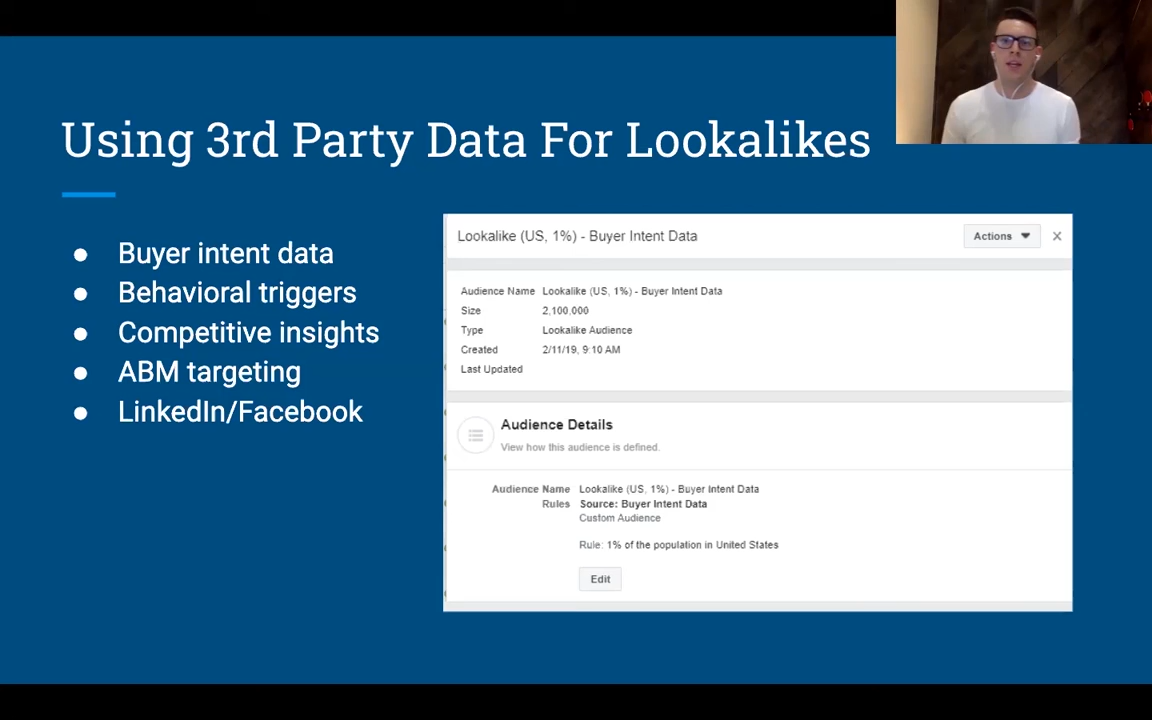 Using 3rd Party Data For Lookalikes
● Buyer intent data
● Behavioral triggers
● Competitive insights
● ABM targeting
● LinkedIn/Facebook
Lookalike (US, 1%) - Buyer Intent Data
Actions
Audience Name Lookalike (US, 1%) - Buyer Intent Data
Size 2,100,000
Type Lookalike Audience
Created 2/11/19, 9:10 AM
Last Updated
Audience Details
View how this audience is defined.
Audience Name Lookalike (US, 1%) - Buyer Intent Data
Rules Source: Buyer Intent Data
Custom Audience
Rule: 1% of the population in United States
Edit